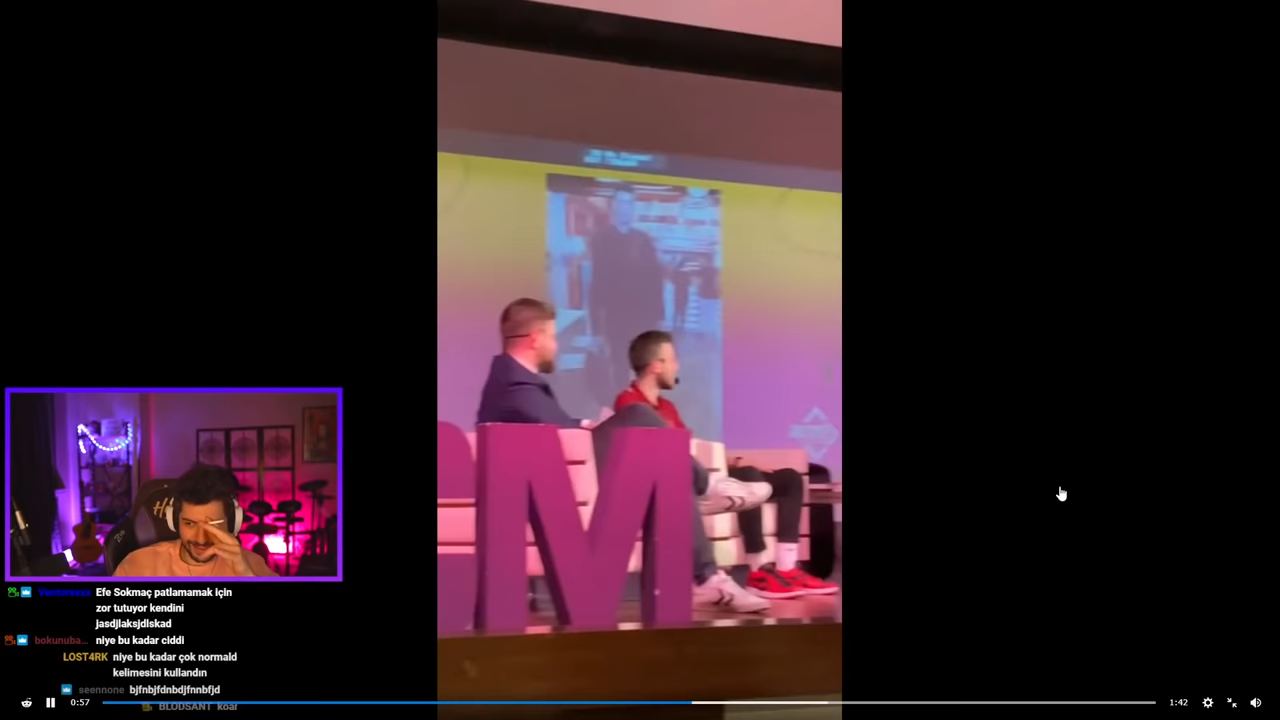 M
Efe Sokmaç patlamamak için
zor tutuyor kendini
jasdjlaksjdlskad
bokunuba… niye bu kadar ciddi
LOST4RK niye bu kadar çok normald
kelimesini kullandın
seennone bjfnbjfdnbdjfnnbfjd
BLODSANT koar
0:57
1:42